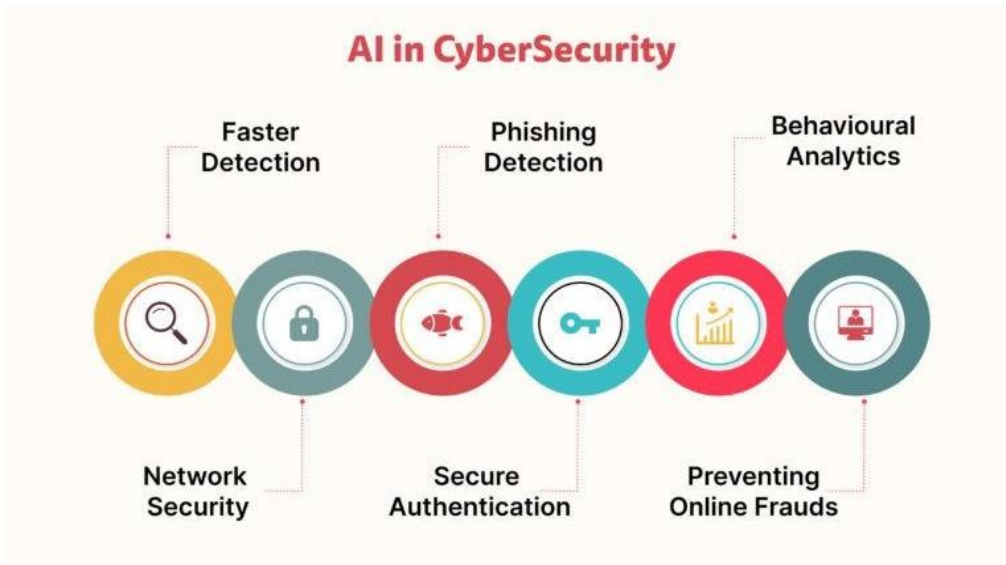 AI in CyberSecurity
Faster
Detection
Phishing
Detection
Behavioural
Analytics
Network
Security
Secure
Authentication
Preventing
Online Frauds